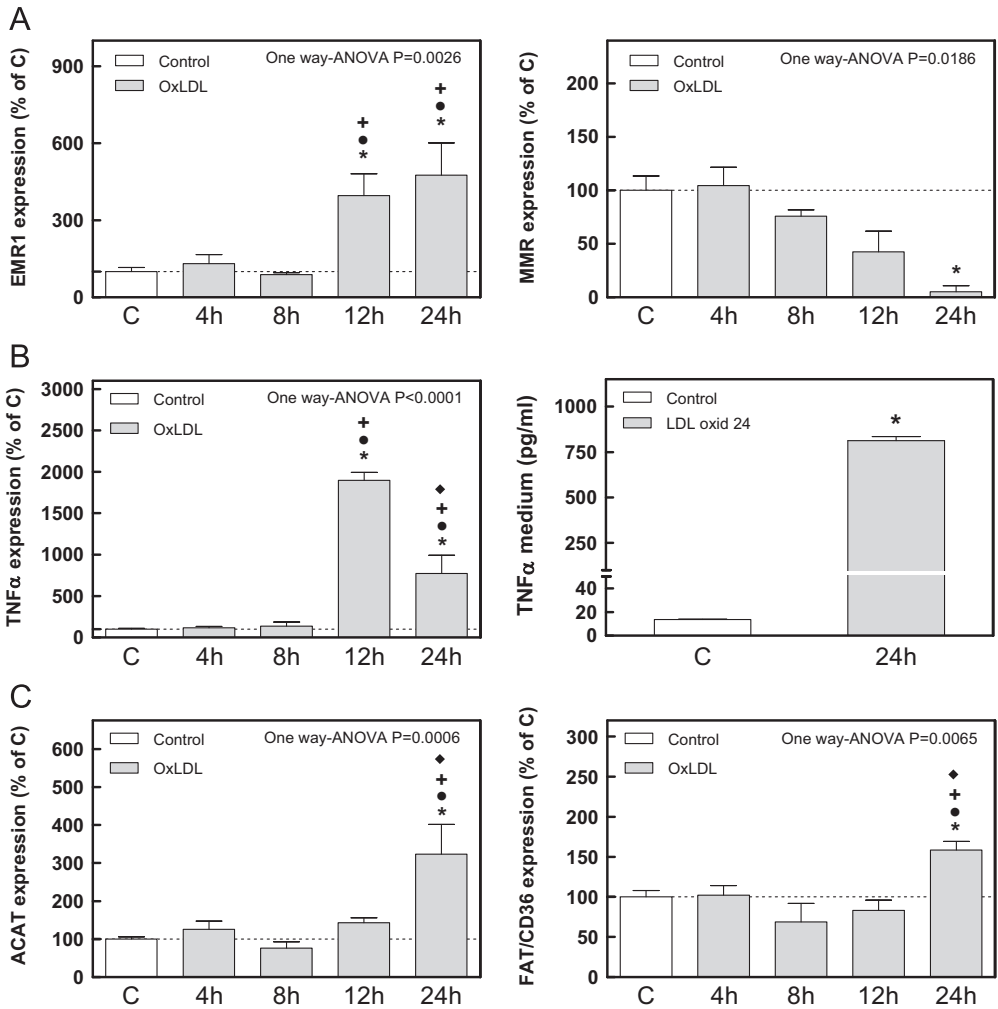 A
EMR1 expression (% of C)
900
600
300
0
Control
OxLDL
One way-ANOVA P=0.0026
+
●
*
+
●
*
C 4h 8h 12h 24h
MMR expression (% of C)
200
150
100
50
0
Control
OxLDL
One way-ANOVA P=0.0186
*
C 4h 8h 12h 24h
B
TNFα expression (% of C)
3000
2500
2000
1500
1000
500
0
Control
OxLDL
One way-ANOVA P<0.0001
+
●
*
◆
+
●
*
C 4h 8h 12h 24h
TNFα medium (pg/ml)
1000
750
500
250
40
20
0
Control
LDL oxid 24
*
C 24h
C
ACAT expression (% of C)
600
500
400
300
200
100
0
Control
OxLDL
One way-ANOVA P=0.0006
◆
+
●
*
C 4h 8h 12h 24h
FAT/CD36 expression (% of C)
300
250
200
150
100
50
0
Control
OxLDL
One way-ANOVA P=0.0065
◆
+
●
*
C 4h 8h 12h 24h